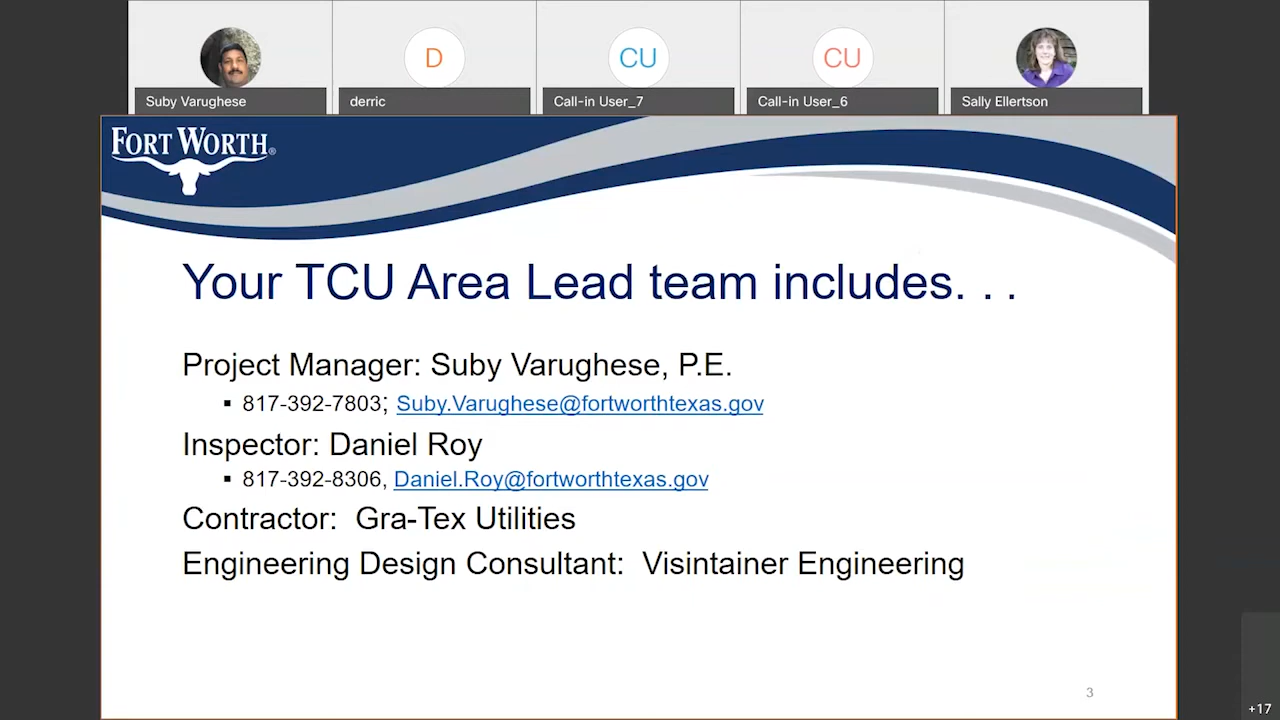 D
CU
CU
Suby Varughese
derric
Call-in User_7
Call-in User_6
Sally Ellertson
FORT WORTH®
Your TCU Area Lead team includes. . .
Project Manager: Suby Varughese, P.E.
▪ 817-392-7803; Suby.Varughese@fortworthtexas.gov
Inspector: Daniel Roy
▪ 817-392-8306, Daniel.Roy@fortworthtexas.gov
Contractor: Gra-Tex Utilities
Engineering Design Consultant: Visintainer Engineering
3
+17